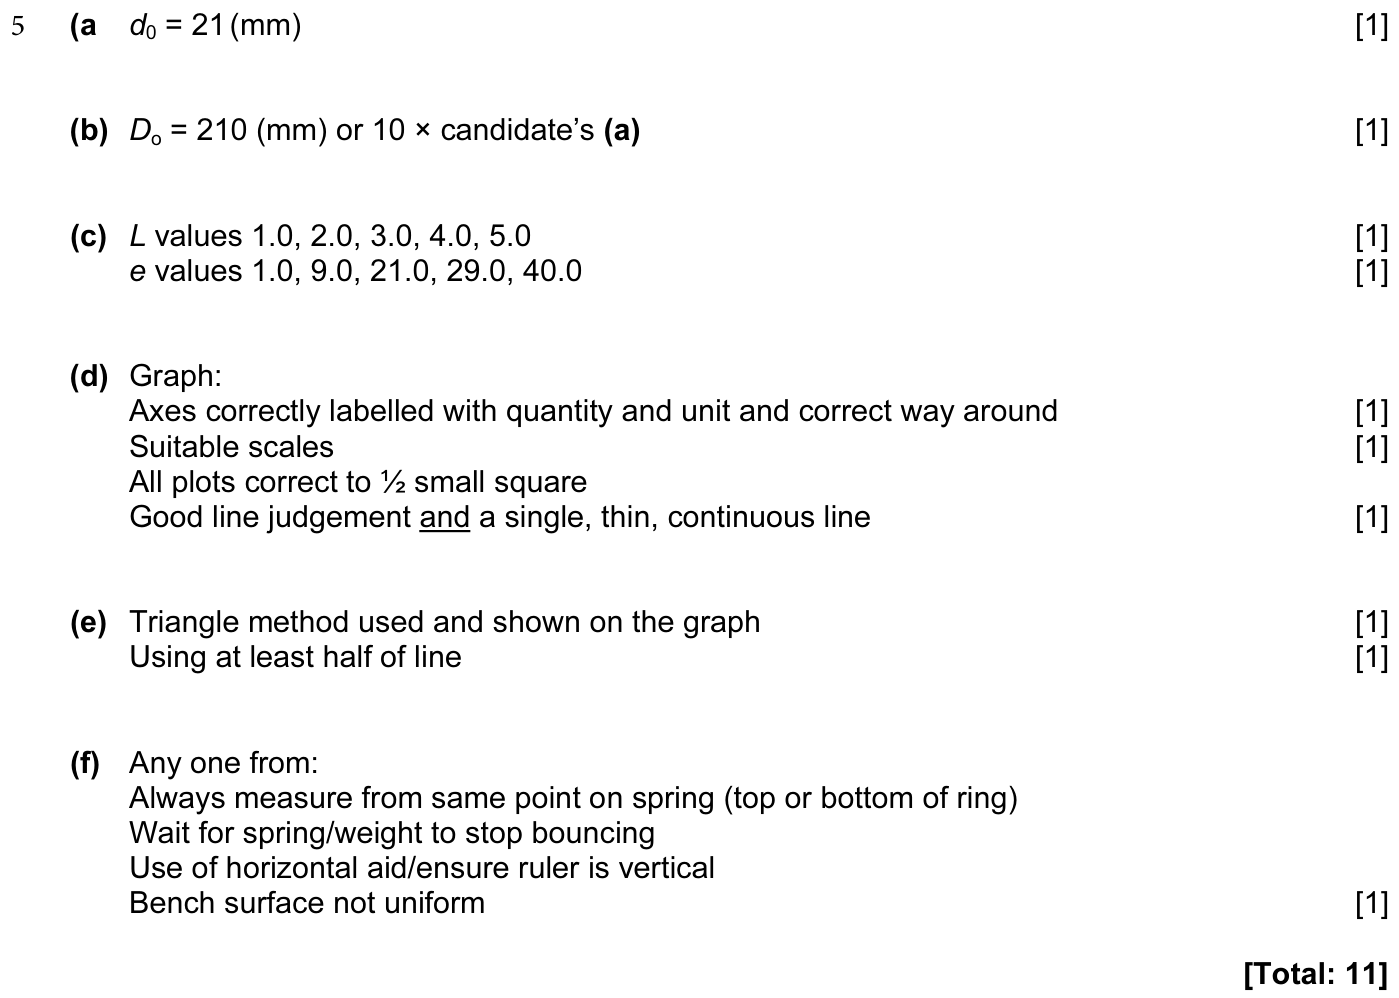 5 (a d₀ = 21 (mm) [1]
(b) Dₒ = 210 (mm) or 10 × candidate’s (a) [1]
(c) L values 1.0, 2.0, 3.0, 4.0, 5.0 [1]
e values 1.0, 9.0, 21.0, 29.0, 40.0 [1]
(d) Graph:
Axes correctly labelled with quantity and unit and correct way around [1]
Suitable scales [1]
All plots correct to ½ small square
Good line judgement and a single, thin, continuous line [1]
(e) Triangle method used and shown on the graph [1]
Using at least half of line [1]
(f) Any one from:
Always measure from same point on spring (top or bottom of ring)
Wait for spring/weight to stop bouncing
Use of horizontal aid/ensure ruler is vertical
Bench surface not uniform [1]
[Total: 11]